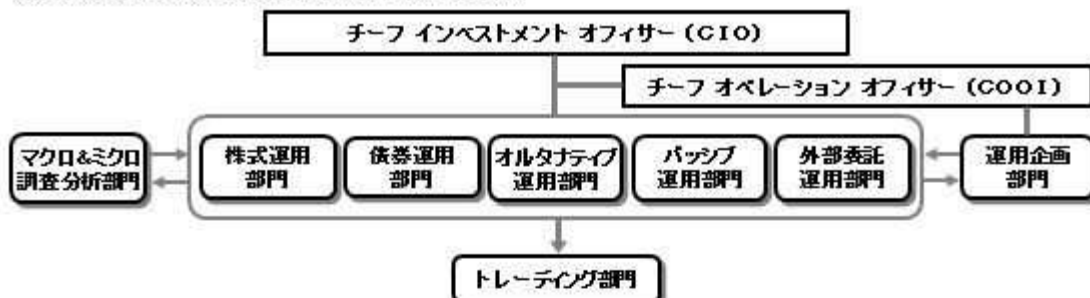 チーフ インベストメント オフィサー (CIO)
チーフ オペレーション オフィサー (COOI)
マクロ&ミクロ
調査分析部門
株式運用
部門
債券運用
部門
オルタナティブ
運用部門
パッシブ
運用部門
外部委託
運用部門
運用企画
部門
トレーディング部門